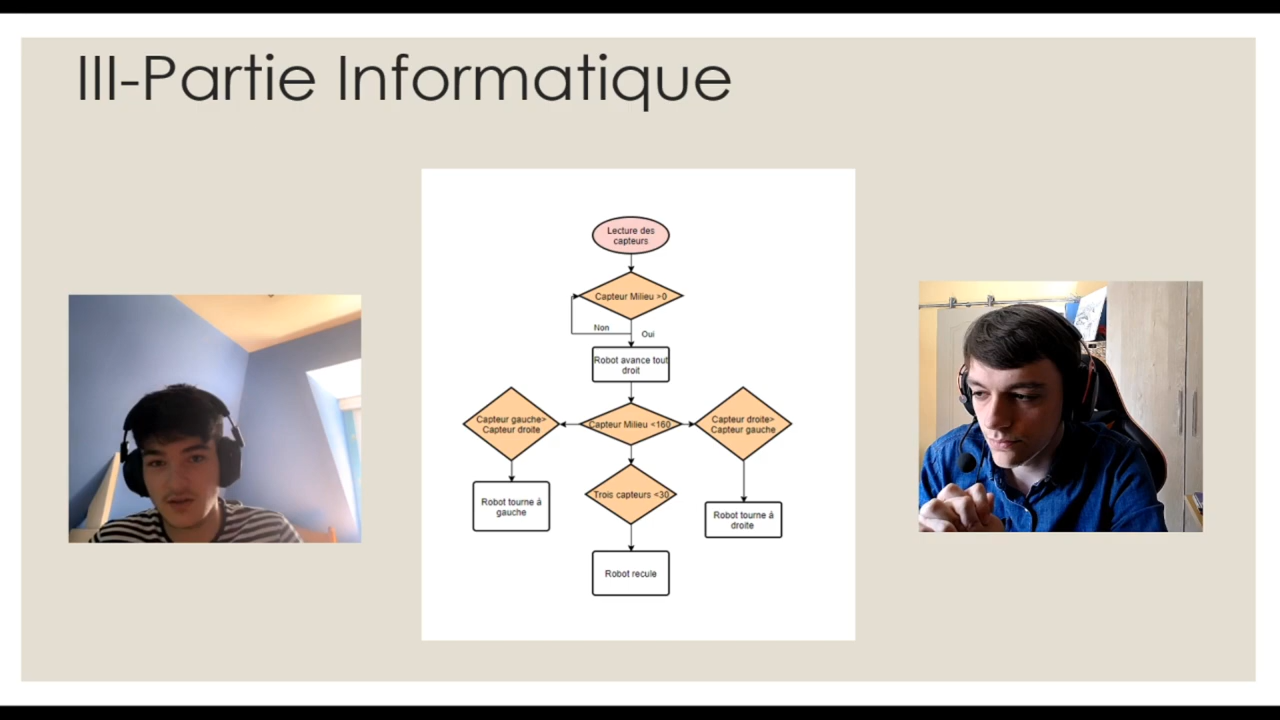 III-Partie Informatique
Lecture des
capteurs
Capteur Milieu >0
Non
Oui
Robot avance tout
droit
Capteur gauche>
Capteur droite
Capteur Milieu <160
Capteur droite>
Capteur gauche
Trois capteurs <30
Robot tourne à
gauche
Robot tourne à
droite
Robot recule